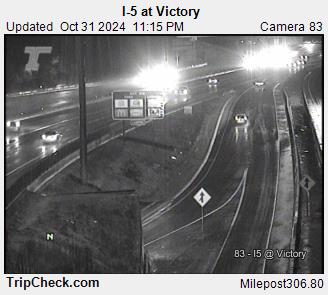 I-5 at Victory
Updated Oct 31 2024 11:15 PM Camera 83
N
83 - I5 @ Victory
TripCheck.com Milepost306.80